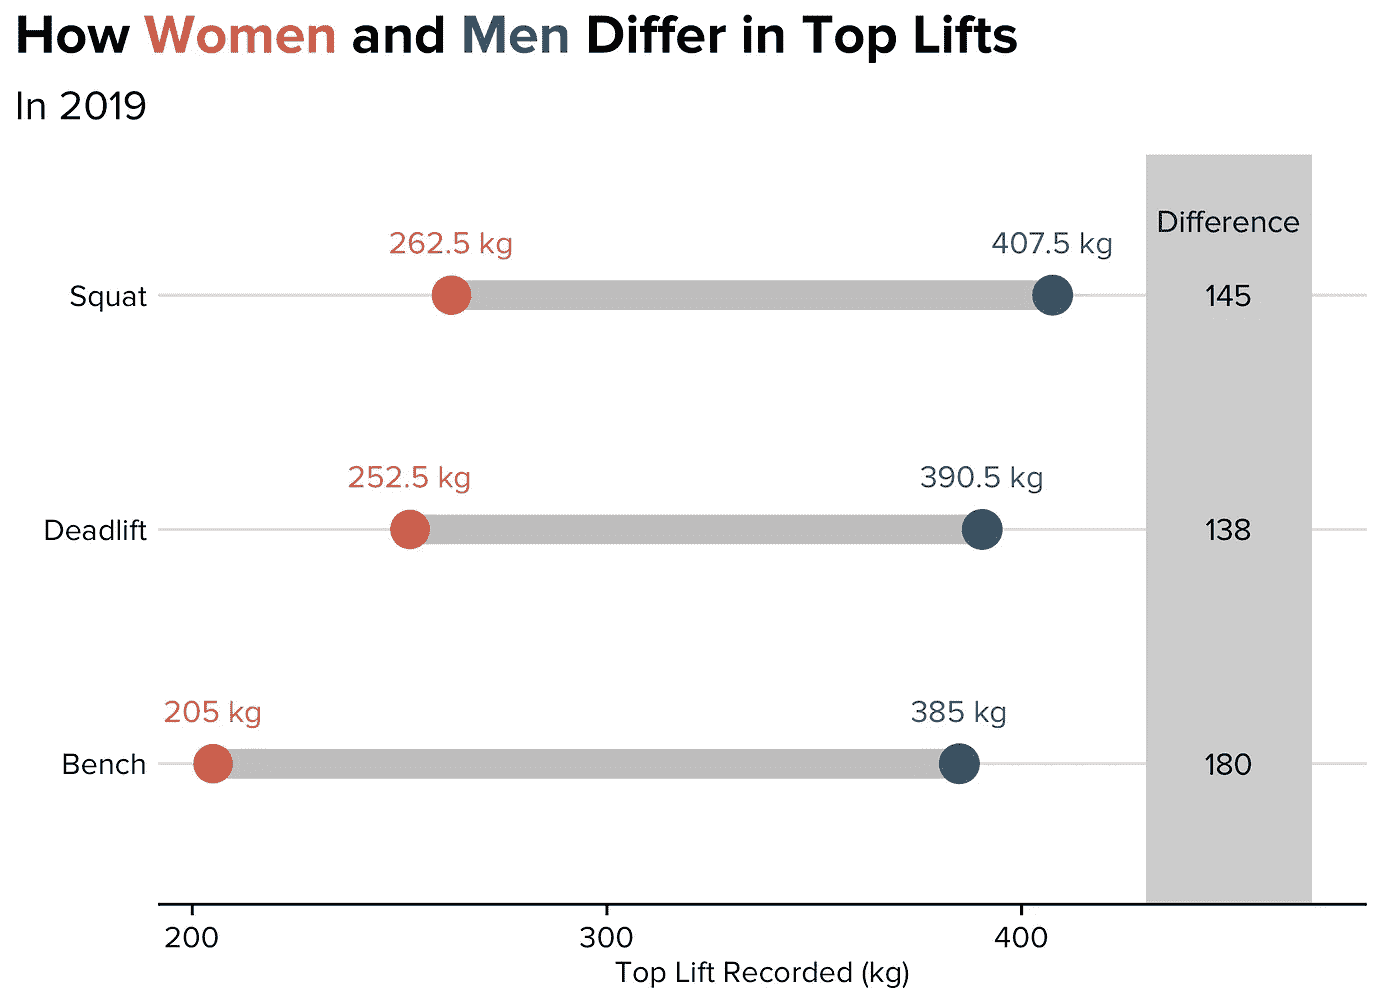 How Women and Men Differ in Top Lifts
In 2019
Difference
262.5 kg 407.5 kg
Squat 145
252.5 kg 390.5 kg
Deadlift 138
205 kg 385 kg
Bench 180
200 300 400
Top Lift Recorded (kg)